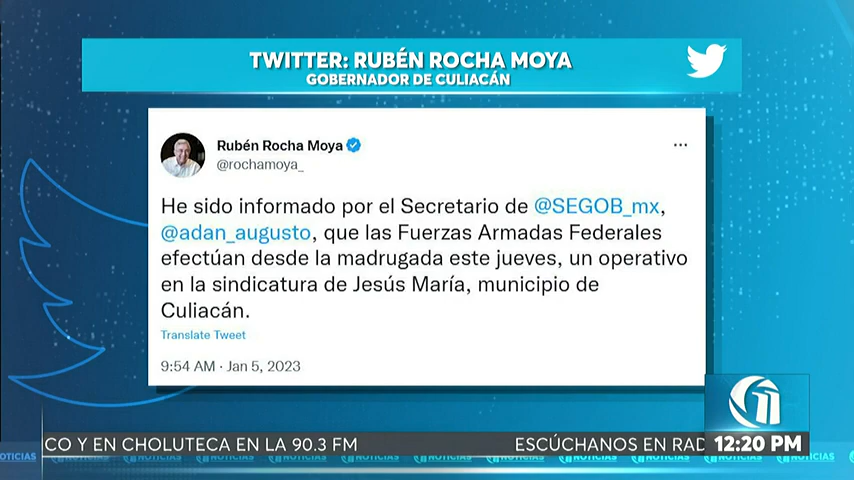 TWITTER: RUBÉN ROCHA MOYA
GOBERNADOR DE CULIACÁN
Rubén Rocha Moya
@rochamoya_
He sido informado por el Secretario de @SEGOB_mx,
@adan_augusto, que las Fuerzas Armadas Federales
efectúan desde la madrugada este jueves, un operativo
en la sindicatura de Jesús María, municipio de
Culiacán.
Translate Tweet
9:54 AM · Jan 5, 2023
11
CO Y EN CHOLUTECA EN LA 90.3 FM ESCÚCHANOS EN RAD
12:20 PM
NOTICIAS